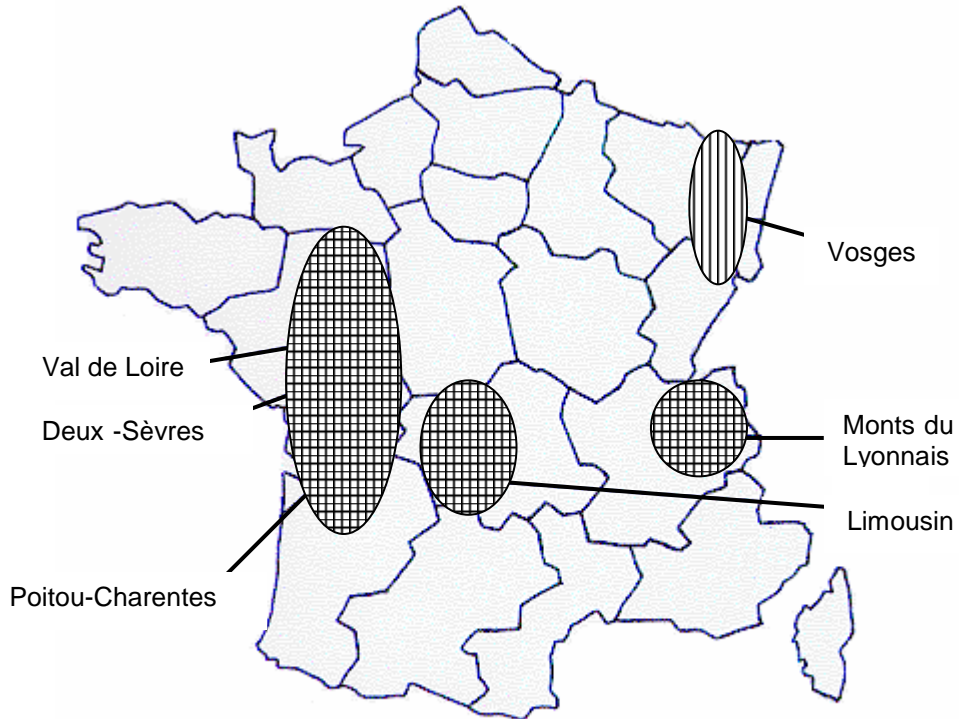 Vosges
Val de Loire
Deux -Sèvres
Monts du
Lyonnais
Limousin
Poitou-Charentes